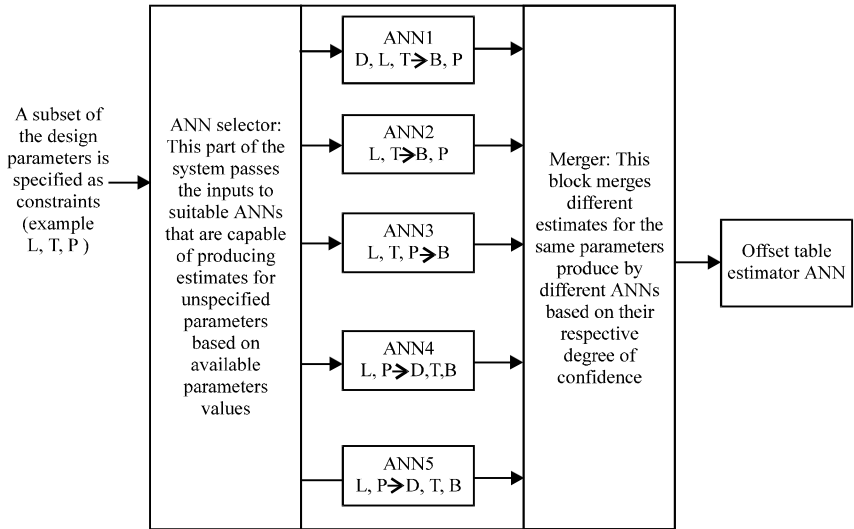 A subset of
the design
parameters is
specified as
constraints
(example
L, T, P )
ANN selector:
This part of the
system passes
the inputs to
suitable ANNs
that are capable
of producing
estimates for
unspecified
parameters
based on
available
parameters
values
ANN1
D, L, T➔B, P
ANN2
L, T➔B, P
ANN3
L, T, P➔B
ANN4
L, P➔D,T,B
ANN5
L, P➔D, T, B
Merger: This
block merges
different
estimates for the
same parameters
produce by
different ANNs
based on their
respective
degree of
confidence
Offset table
estimator ANN